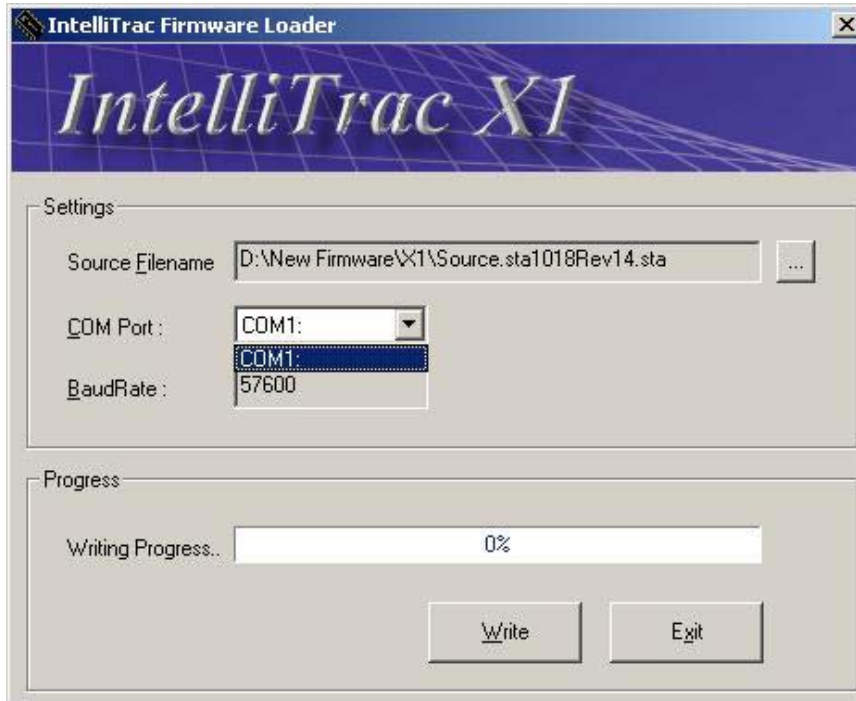 IntelliTrac Firmware Loader
IntelliTrac X1
Settings
Source Filename D:\New Firmware\X1\Source.sta1018Rev14.sta ...
COM Port : COM1:
COM1:
BaudRate : 57600
Progress
Writing Progress.. 0%
Write Exit